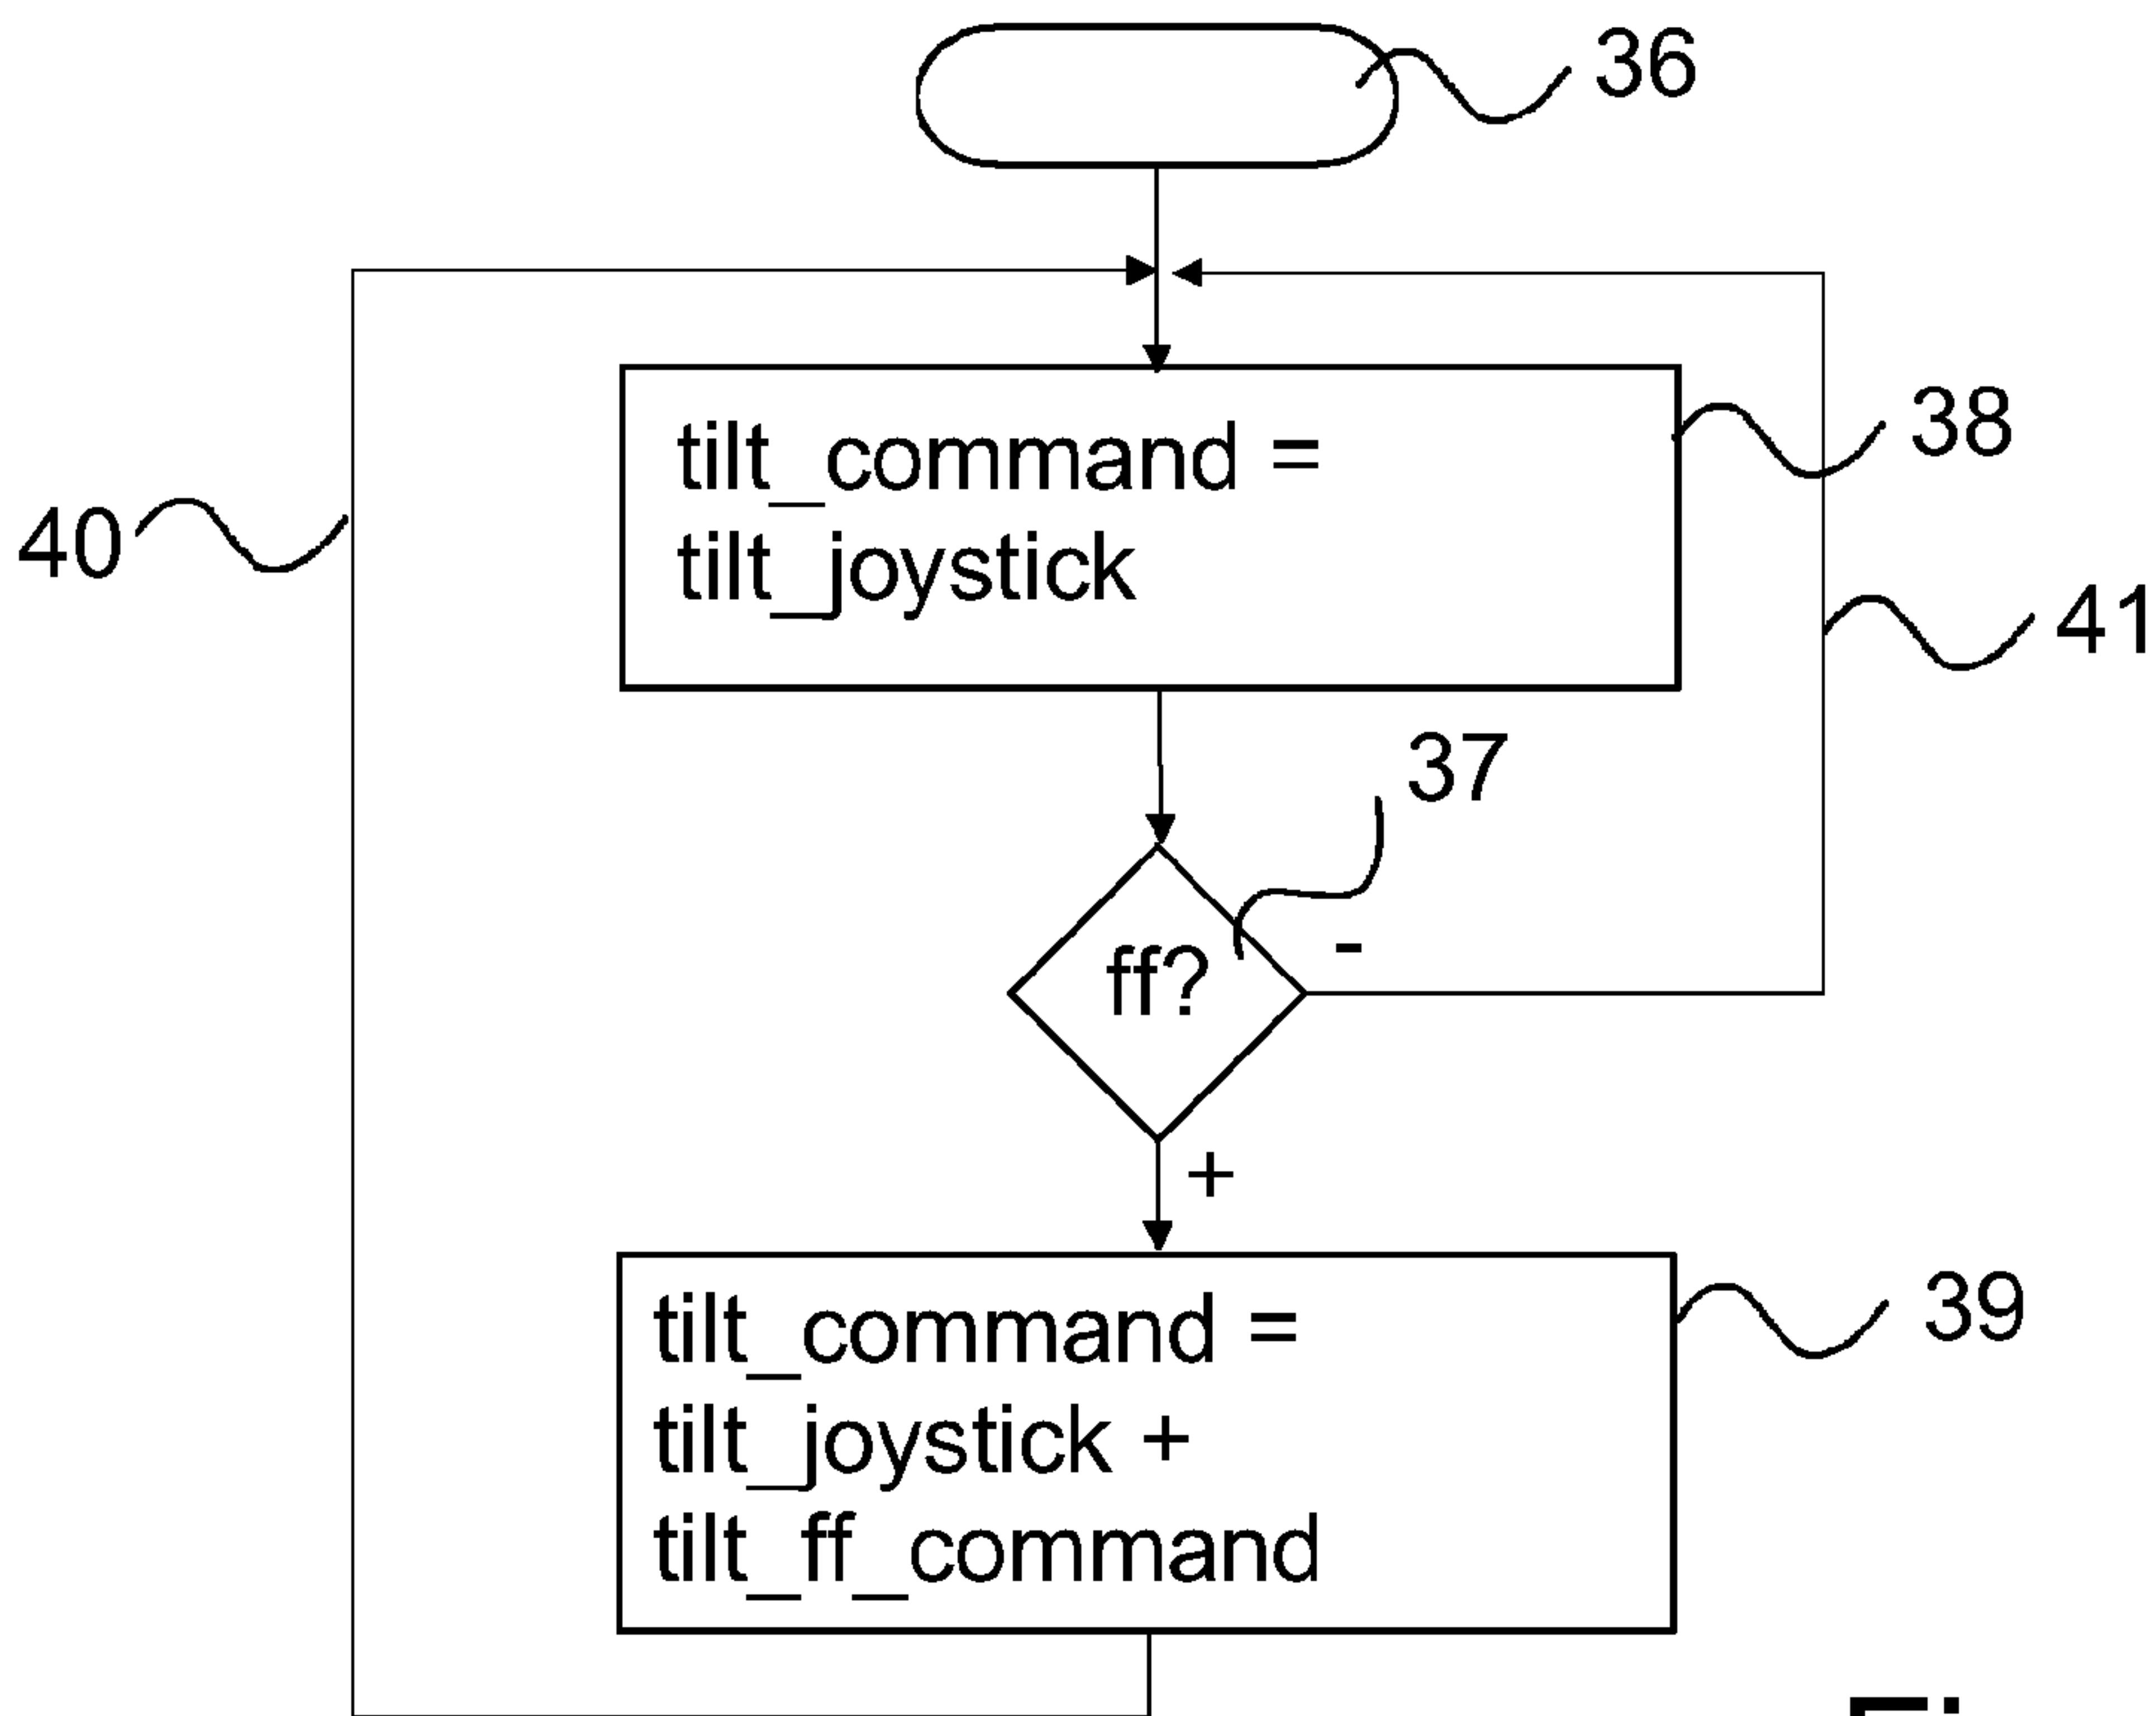 36
tilt_command =
tilt_joystick
38
40
41
37
ff?
-
+
tilt_command =
tilt_joystick +
tilt_ff_command
39